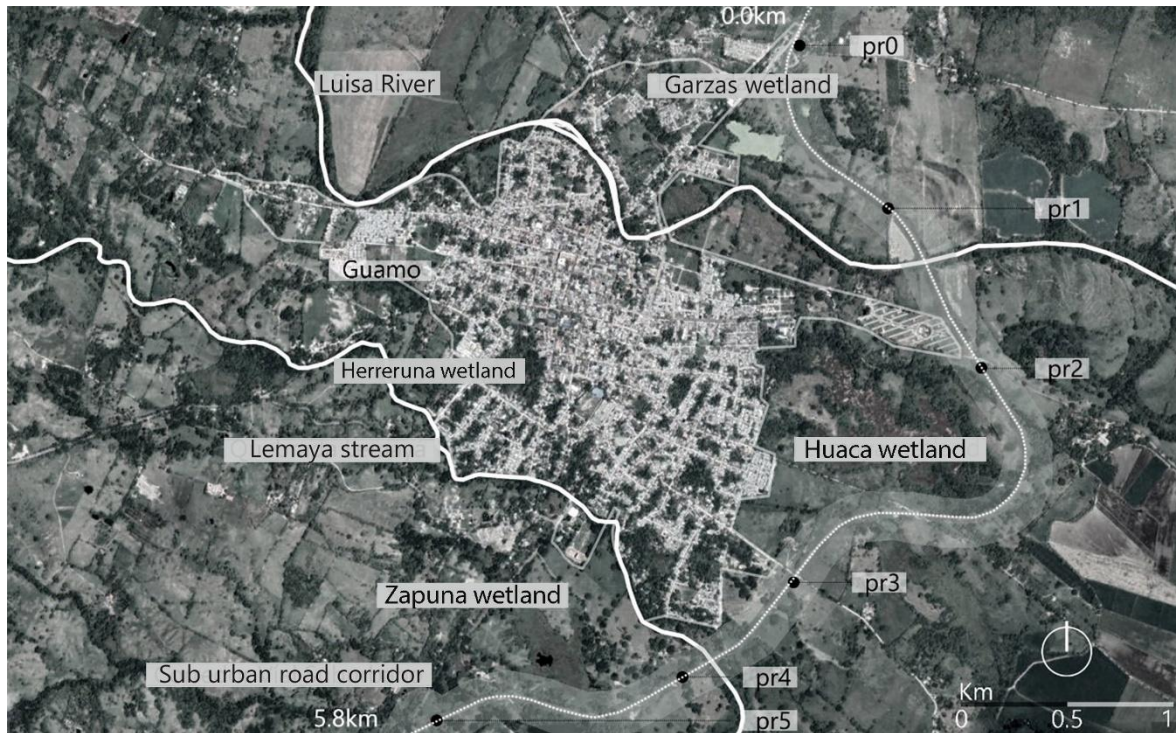 0.0km
pr0
Luisa River
Garzas wetland
pr1
Guamo
pr2
Herreruna wetland
Lemaya stream
Huaca wetland
pr3
Zapuna wetland
Sub urban road corridor
pr4
5.8km
pr5
Km
0 0.5 1